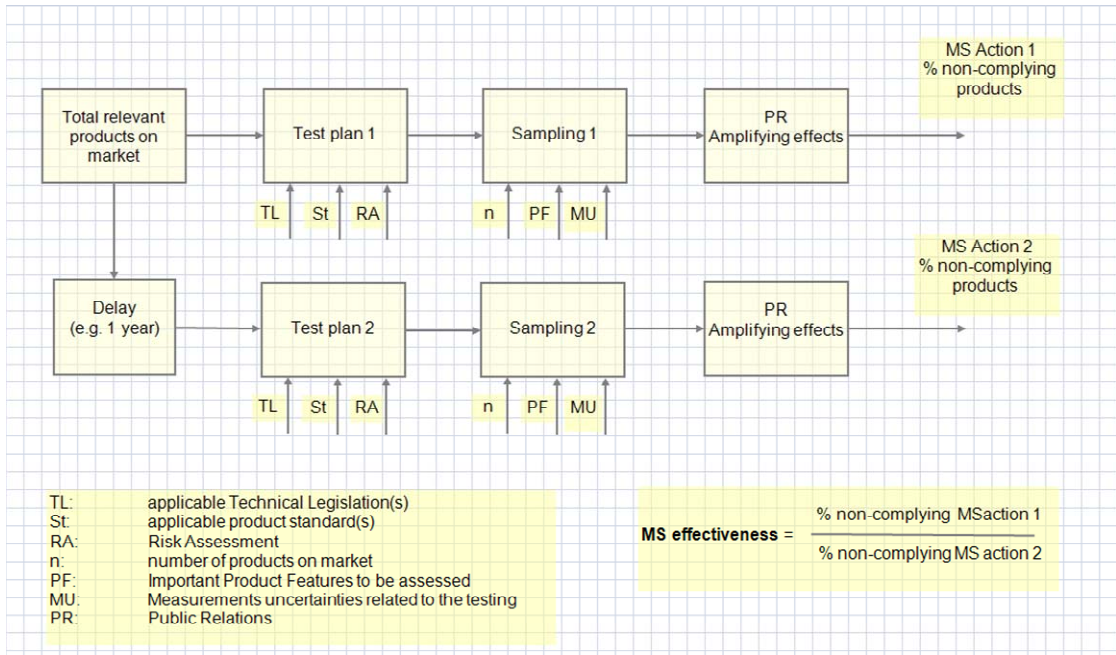 MS Action 1
% non-complying
products
Total relevant
products on
market
Test plan 1
Sampling 1
PR
Amplifying effects
TL
St
RA
n
PF
MU
MS Action 2
% non-complying
products
Delay
(e.g. 1 year)
Test plan 2
Sampling 2
PR
Amplifying effects
TL
St
RA
n
PF
MU
TL: applicable Technical Legislation(s)
St: applicable product standard(s)
RA: Risk Assessment
n: number of products on market
PF: Important Product Features to be assessed
MU: Measurements uncertainties related to the testing
PR: Public Relations
% non-complying MSaction 1
MS effectiveness =
% non-complying MS action 2